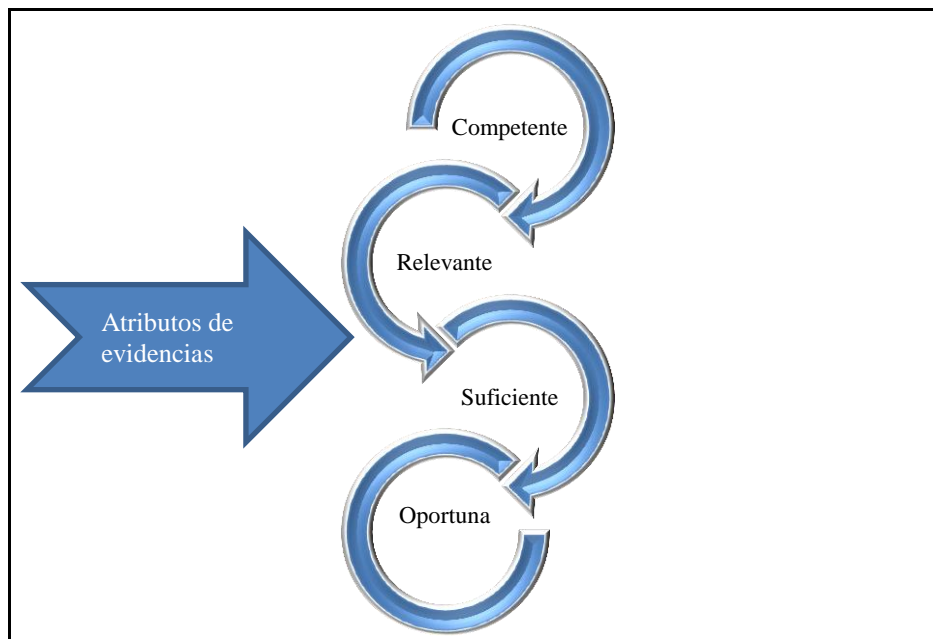 Competente
Relevante
Atributos de
evidencias
Suficiente
Oportuna